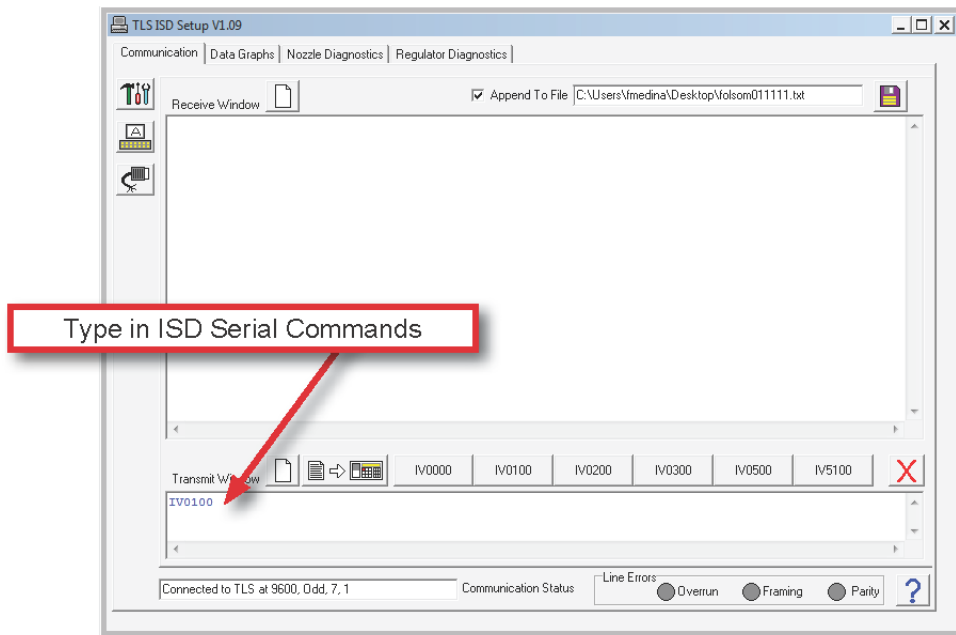 TLS ISD Setup V1.09
Communication Data Graphs Nozzle Diagnostics Regulator Diagnostics
Receive Window Append To File C:\Users\fmedina\Desktop\folsom011111.txt
A
Type in ISD Serial Commands
Transmit Window IV0000 IV0100 IV0200 IV0300 IV0500 IV5100 X
IV0100
Connected to TLS at 9600, Odd, 7, 1 Communication Status Line Errors Overrun Framing Parity ?